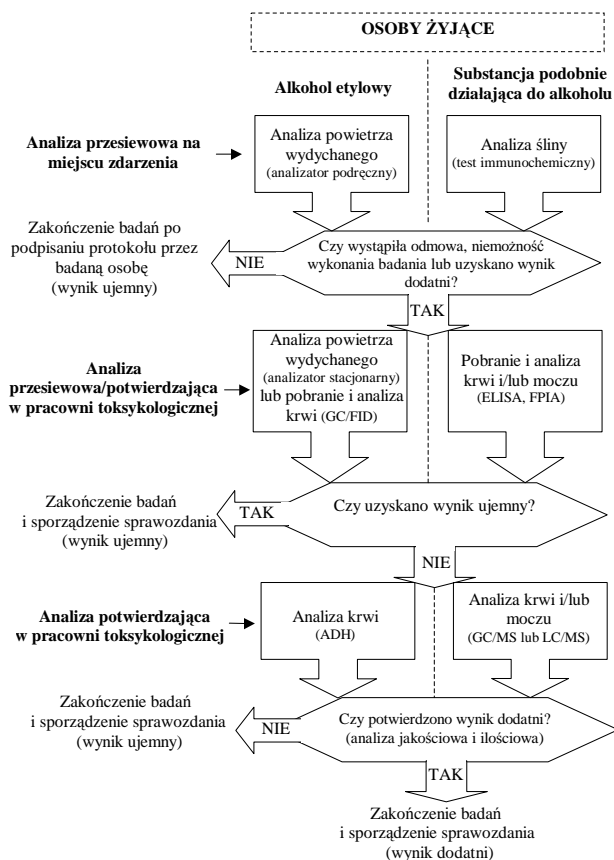 OSOBY ŻYJĄCE
Alkohol etylowy
Substancja podobnie
działająca do alkoholu
Analiza przesiewowa na
miejscu zdarzenia
Analiza powietrza
wydychanego
(analizator podręczny)
Analiza śliny
(test immunochemiczny)
Zakończenie badań po
podpisaniu protokołu przez
badaną osobę
(wynik ujemny)
NIE
Czy wystąpiła odmowa, niemożność
wykonania badania lub uzyskano wynik
dodatni?
TAK
Analiza
przesiewowa/potwierdzająca
w pracowni toksykologicznej
Analiza powietrza
wydychanego
(analizator stacjonarny)
lub pobranie i analiza
krwi (GC/FID)
Pobranie i analiza
krwi i/lub moczu
(ELISA, FPIA)
Zakończenie badań
i sporządzenie sprawozdania
(wynik ujemny)
TAK
Czy uzyskano wynik ujemny?
NIE
Analiza potwierdzająca
w pracowni toksykologicznej
Analiza krwi
(ADH)
Analiza krwi i/lub
moczu
(GC/MS lub LC/MS)
Zakończenie badań
i sporządzenie sprawozdania
(wynik ujemny)
NIE
Czy potwierdzono wynik dodatni?
(analiza jakościowa i ilościowa)
TAK
Zakończenie badań
i sporządzenie sprawozdania
(wynik dodatni)